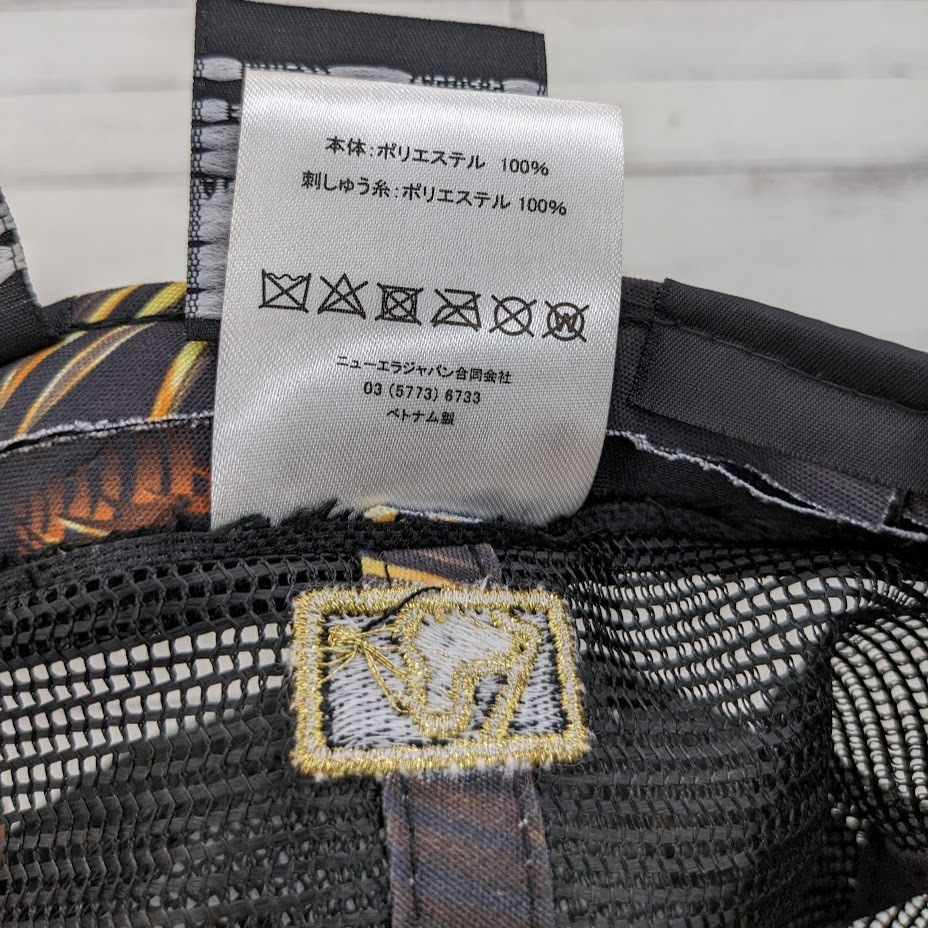 本体:ポリエステル 100%
刺しゅう糸:ポリエステル 100%
W
ニューエラジャパン合同会社
03 (5773) 6733
ベトナム製